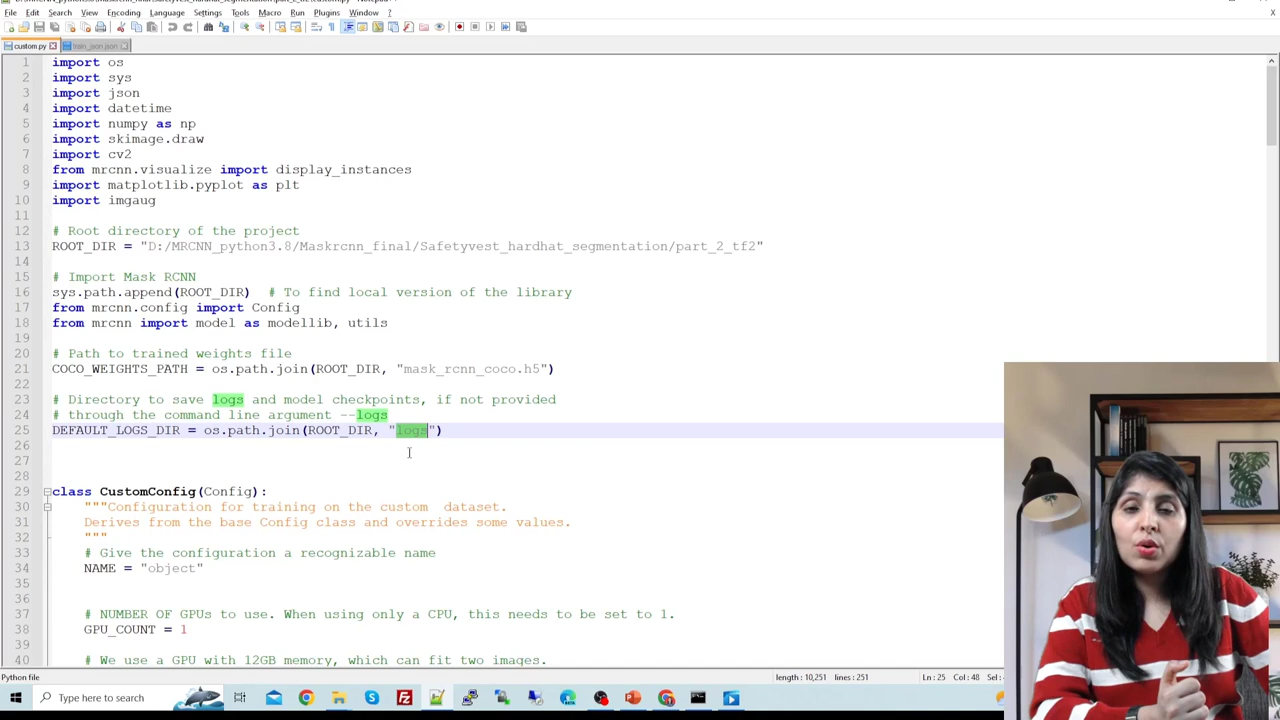 File Edit Search View Encoding Language Settings Tools Macro Run Plugins Window ?
X
custom.py train_json.json
1 import os
2 import sys
3 import json
4 import datetime
5 import numpy as np
6 import skimage.draw
7 import cv2
8 from mrcnn.visualize import display_instances
9 import matplotlib.pyplot as plt
10 import imgaug
11
12 # Root directory of the project
13 ROOT_DIR = "D:/MRCNN_python3.8/Maskrcnn_final/Safetyvest_hardhat_segmentation/part_2_tf2"
14
15 # Import Mask RCNN
16 sys.path.append(ROOT_DIR) # To find local version of the library
17 from mrcnn.config import Config
18 from mrcnn import model as modellib, utils
19
20 # Path to trained weights file
21 COCO_WEIGHTS_PATH = os.path.join(ROOT_DIR, "mask_rcnn_coco.h5")
22
23 # Directory to save logs and model checkpoints, if not provided
24 # through the command line argument --logs
25 DEFAULT_LOGS_DIR = os.path.join(ROOT_DIR, "logs")
26
27
28
29 class CustomConfig(Config):
30 """Configuration for training on the custom dataset.
31 Derives from the base Config class and overrides some values.
32 """
33 # Give the configuration a recognizable name
34 NAME = "object"
35
36
37 # NUMBER OF GPUs to use. When using only a CPU, this needs to be set to 1.
38 GPU_COUNT = 1
39
40 # We use a GPU with 12GB memory, which can fit two images.
Python file length : 10,251 lines : 251 Ln : 25 Col : 48 Sel :
Type here to search